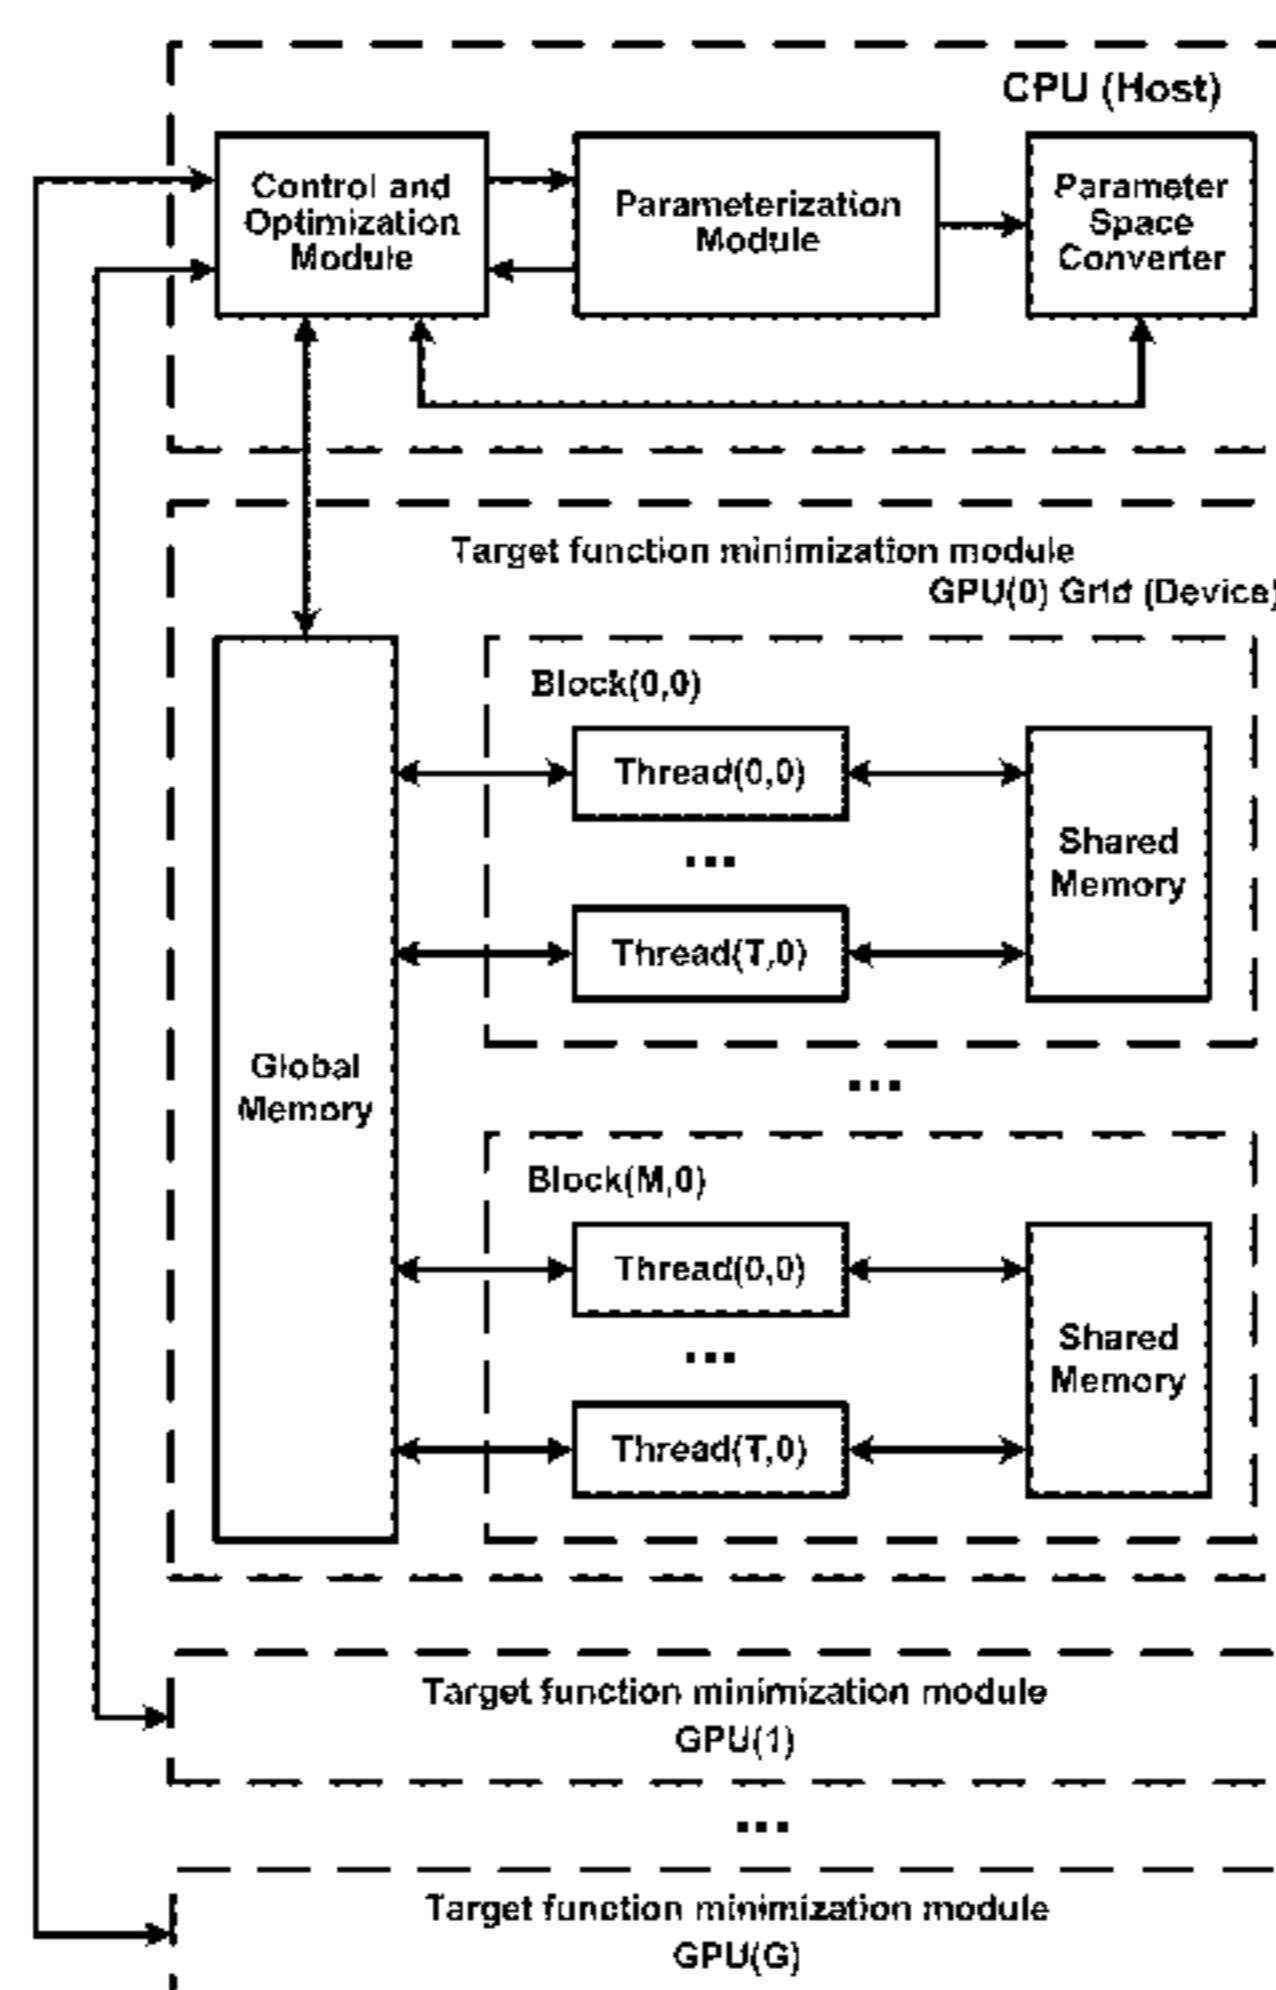 CPU (Host)
Control and
Optimization
Module
Parameterization
Module
Parameter
Space
Converter
Target function minimization module
GPU(0) Grid (Device)
Block(0,0)
Thread(0,0)
...
Thread(T,0)
Shared
Memory
Global
Memory
...
Block(M,0)
Thread(0,0)
...
Thread(T,0)
Shared
Memory
Target function minimization module
GPU(1)
...
Target function minimization module
GPU(G)